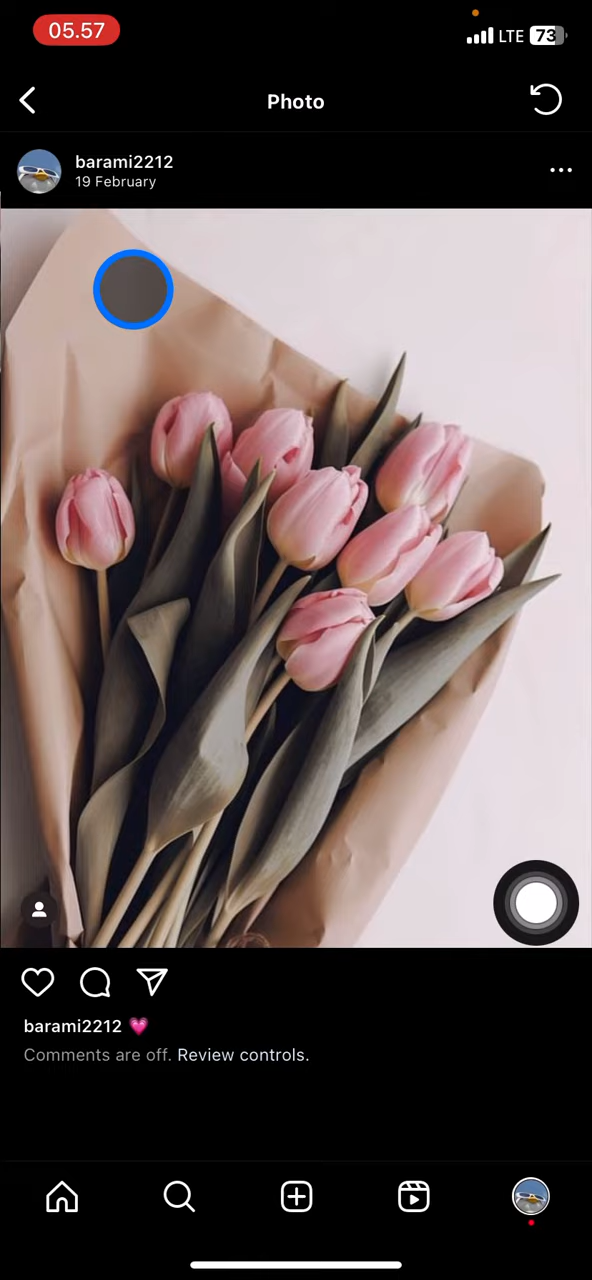 05.57
LTE 73
Photo
barami2212
19 February
barami2212 💗
Comments are off. Review controls.